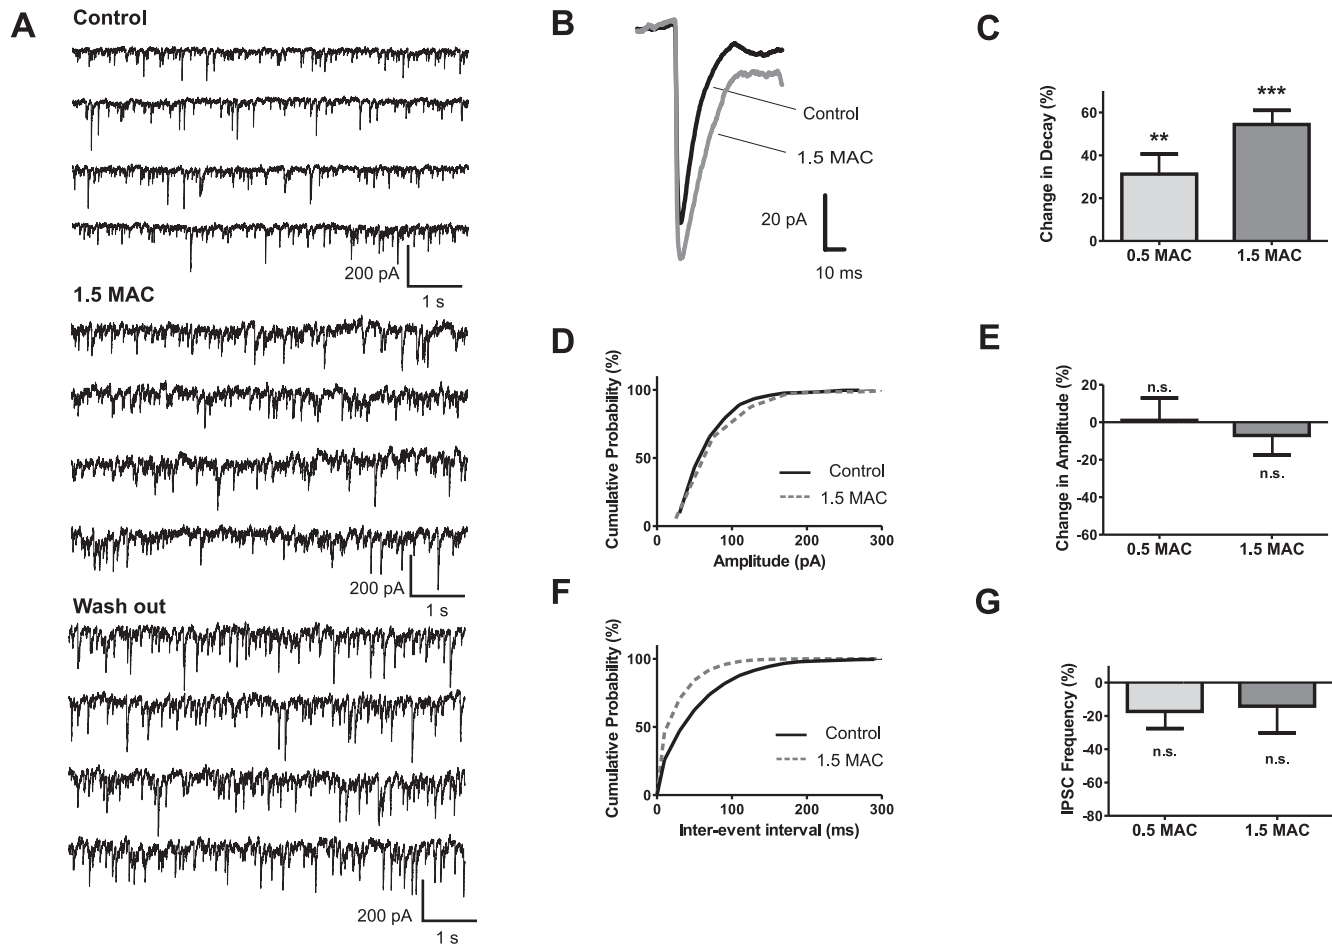 A
Control
200 pA
1 s
1.5 MAC
200 pA
1 s
Wash out
200 pA
1 s
B
Control
1.5 MAC
20 pA
10 ms
C
Change in Decay (%)
60
40
20
0
**
***
0.5 MAC
1.5 MAC
D
Cumulative Probability (%)
100
50
0
Control
1.5 MAC
0
100
200
300
Amplitude (pA)
E
Change in Amplitude (%)
20
0
-20
-40
-60
n.s.
n.s.
0.5 MAC
1.5 MAC
F
Cumulative Probability (%)
100
50
0
Control
1.5 MAC
0
100
200
300
Inter-event interval (ms)
G
IPSC Frequency (%)
0
-20
-40
-60
-80
n.s.
n.s.
0.5 MAC
1.5 MAC